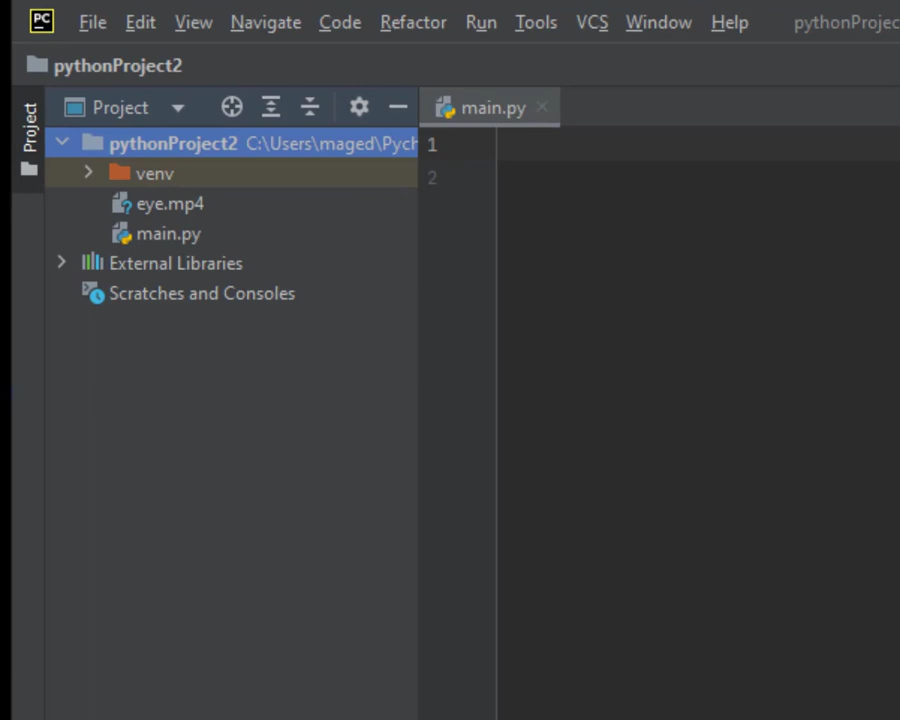 PC File Edit View Navigate Code Refactor Run Tools VCS Window Help pythonProjec
pythonProject2
Project
Project
main.py
pythonProject2 C:\Users\maged\Pych
1
venv
2
eye.mp4
main.py
External Libraries
Scratches and Consoles